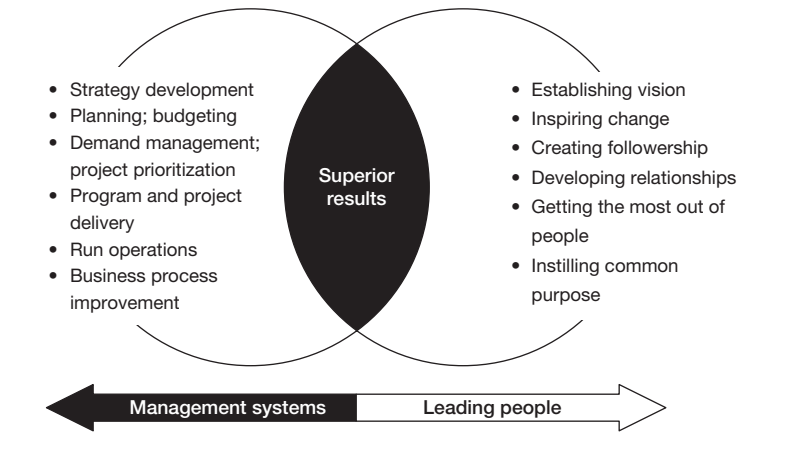 • Strategy development
• Planning; budgeting
• Demand management;
project prioritization
• Program and project
delivery
• Run operations
• Business process
improvement
Superior
results
• Establishing vision
• Inspiring change
• Creating followership
• Developing relationships
• Getting the most out of
people
• Instilling common
purpose
Management systems
Leading people